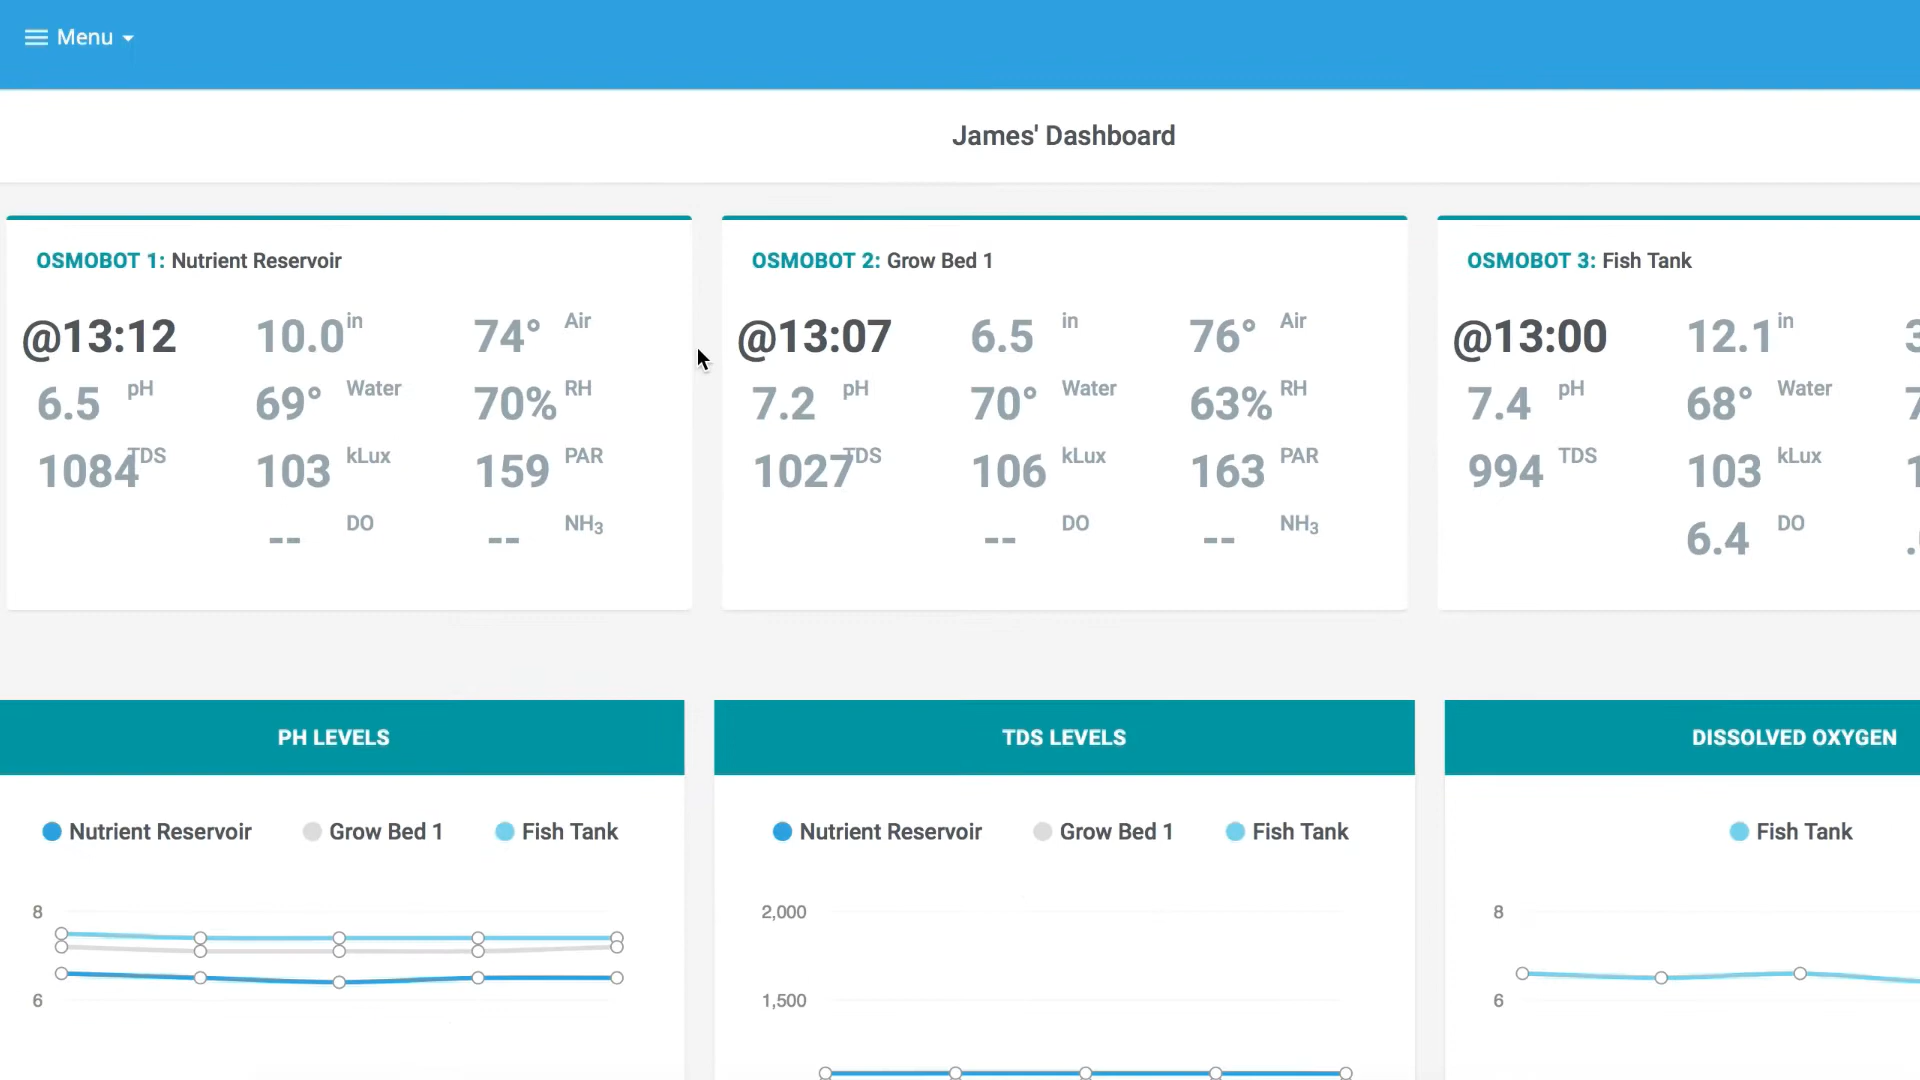 Menu
James' Dashboard
OSMOBOT 1: Nutrient Reservoir
@13:12 10.0 in 74° Air
6.5 pH 69° Water 70% RH
1084 TDS 103 kLux 159 PAR
-- DO -- NH3
OSMOBOT 2: Grow Bed 1
@13:07 6.5 in 76° Air
7.2 pH 70° Water 63% RH
1027 TDS 106 kLux 163 PAR
-- DO -- NH3
OSMOBOT 3: Fish Tank
@13:00 12.1 in
7.4 pH 68° Water
994 TDS 103 kLux
6.4 DO
PH LEVELS
Nutrient Reservoir Grow Bed 1 Fish Tank
8
6
TDS LEVELS
Nutrient Reservoir Grow Bed 1 Fish Tank
2,000
1,500
DISSOLVED OXYGEN
Fish Tank
8
6